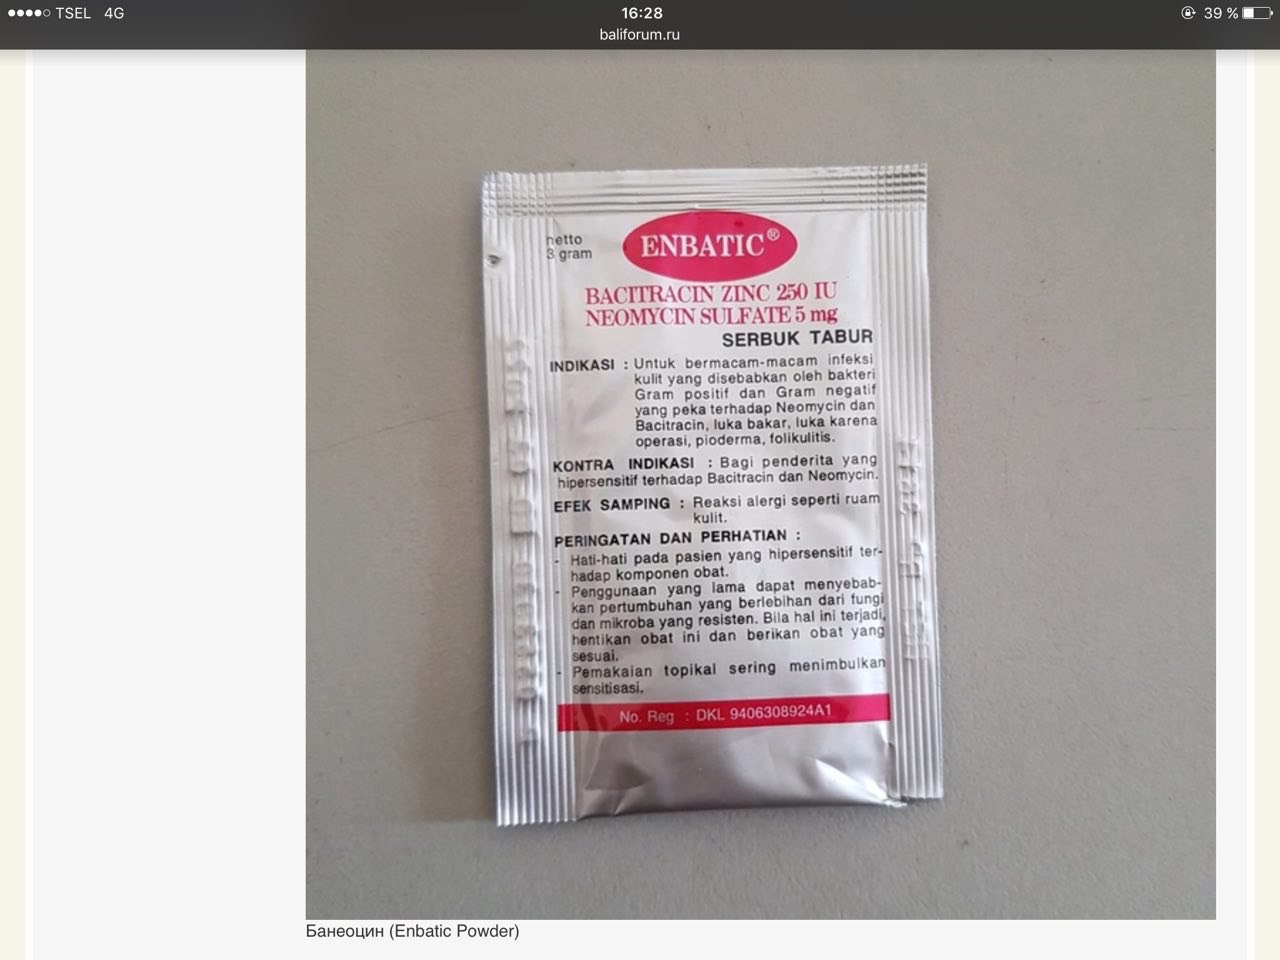 TSEL 4G
16:28
39 %
baliforum.ru
netto
3 gram
ENBATIC®
BACITRACIN ZINC 250 IU
NEOMYCIN SULFATE 5 mg
SERBUK TABUR
INDIKASI : Untuk bermacam-macam infeksi
kulit yang disebabkan oleh bakteri
Gram positif dan Gram negatif
yang peka terhadap Neomycin dan
Bacitracin, luka bakar, luka karena
operasi, pioderma, folikulitis.
KONTRA INDIKASI : Bagi penderita yang
hipersensitif terhadap Bacitracin dan Neomycin.
EFEK SAMPING : Reaksi alergi seperti ruam
kulit.
PERINGATAN DAN PERHATIAN :
- Hati-hati pada pasien yang hipersensitif ter-
hadap komponen obat.
- Penggunaan yang lama dapat menyebab-
kan pertumbuhan yang berlebihan dari fungi
dan mikroba yang resisten. Bila hal ini terjadi,
hentikan obat ini dan berikan obat yang
sesuai.
- Pemakaian topikal sering menimbulkan
sensitisasi.
No. Reg : DKL 9406308924A1
Банеоцин (Enbatic Powder)